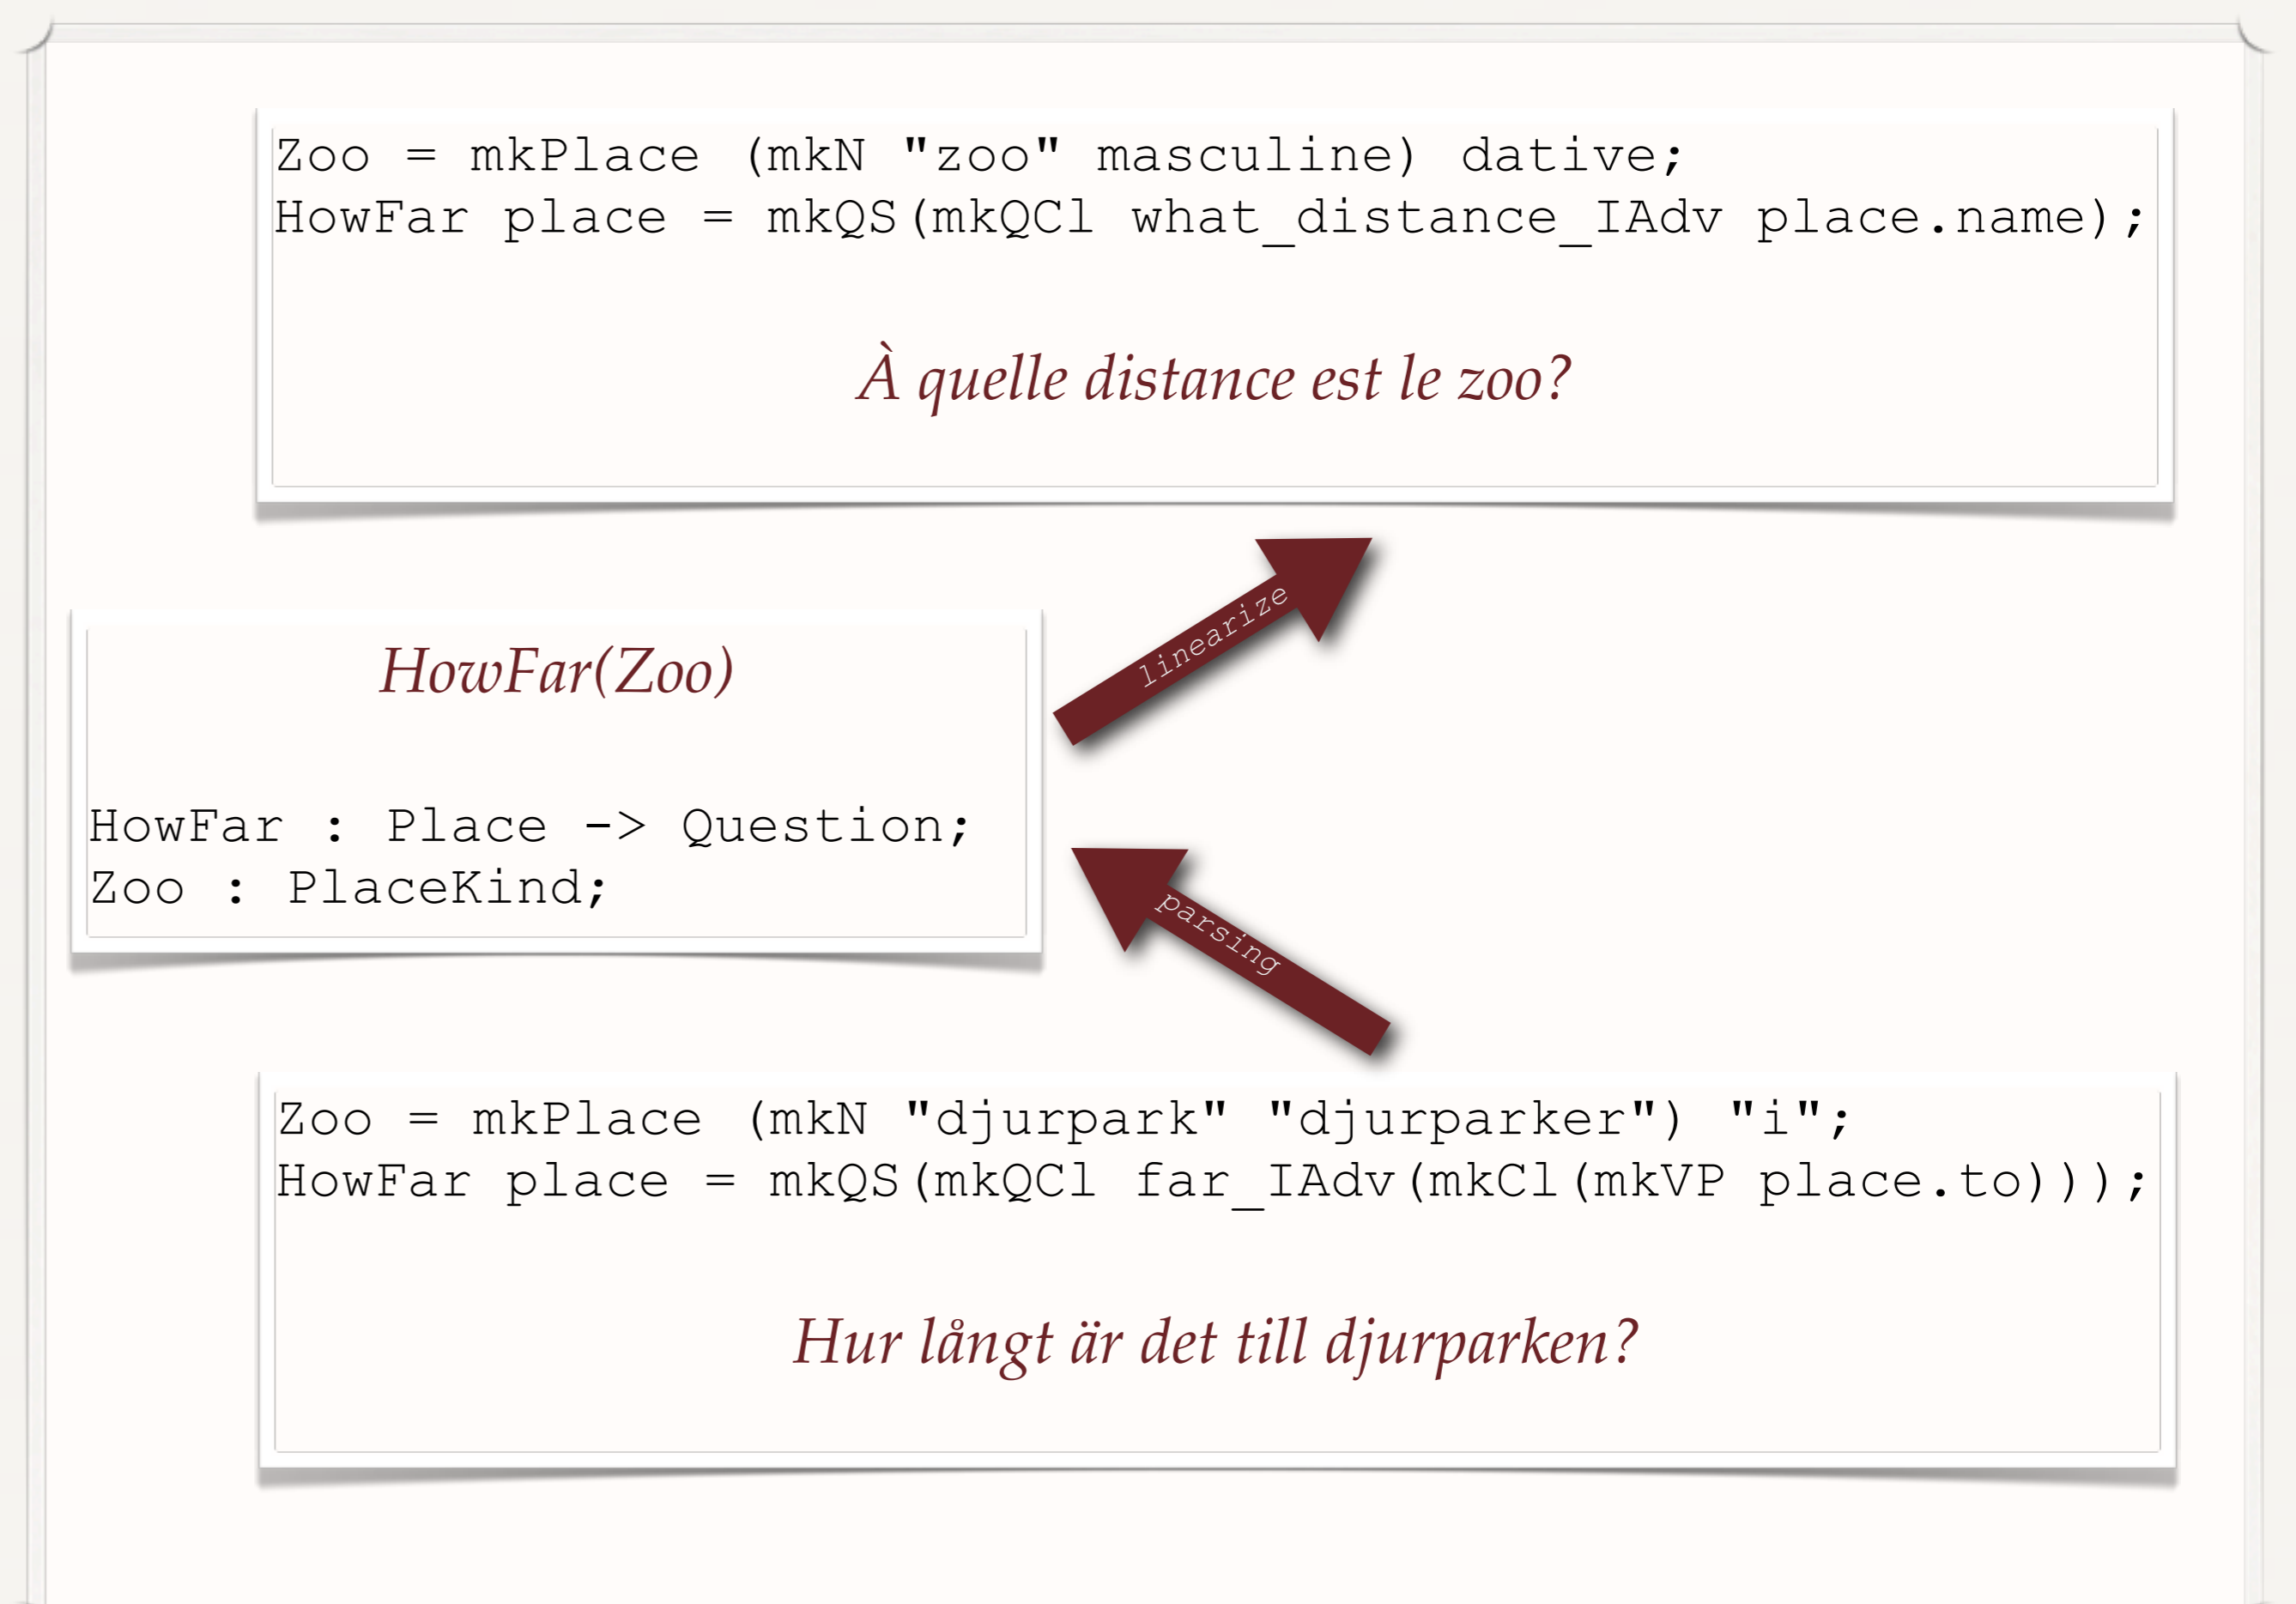 Zoo = mkPlace (mkN "zoo" masculine) dative;
HowFar place = mkQS(mkQCl what_distance_IAdv place.name);
À quelle distance est le zoo?
linearize
HowFar(Zoo)
HowFar : Place -> Question;
Zoo : PlaceKind;
parsing
Zoo = mkPlace (mkN "djurpark" "djurparker") "i";
HowFar place = mkQS(mkQCl far_IAdv(mkCl(mkVP place.to)));
Hur långt är det till djurparken?